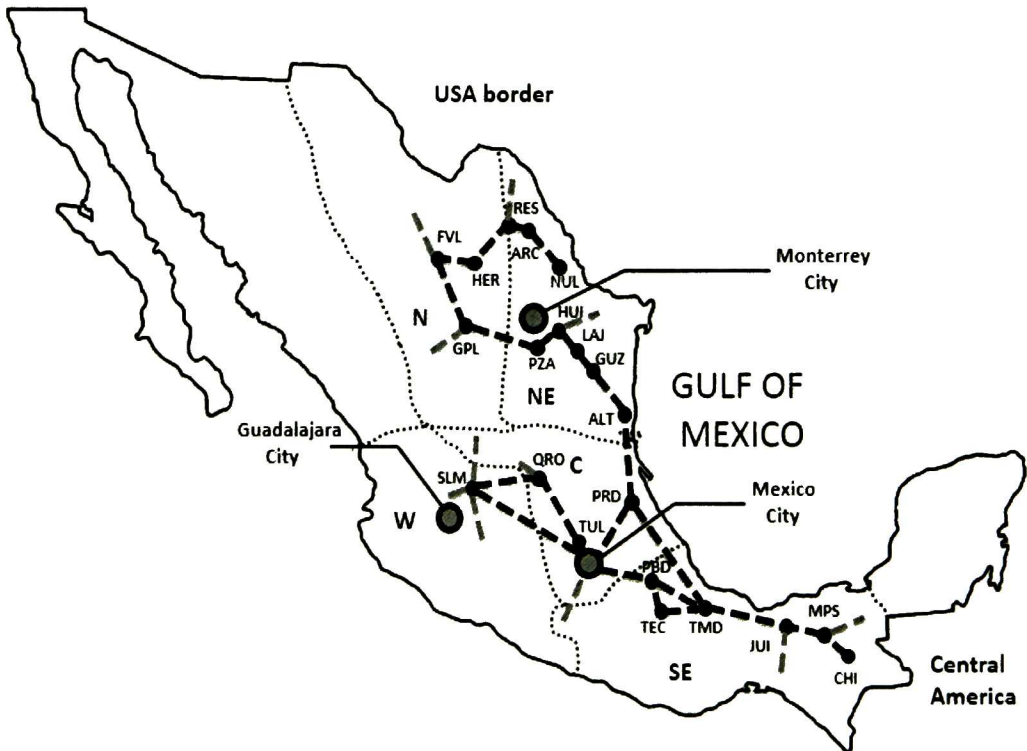 USA border
RES
FVL
ARC
HER
NUL
Monterrey
City
HUI
N
LAJ
GPL
PZA
GUZ
NE
GULF OF
MEXICO
ALT
Guadalajara
City
QRO
C
SLM
PRD
Mexico
City
W
TUL
PBD
MPS
TEC
TMD
JUI
CHI
SE
Central
America